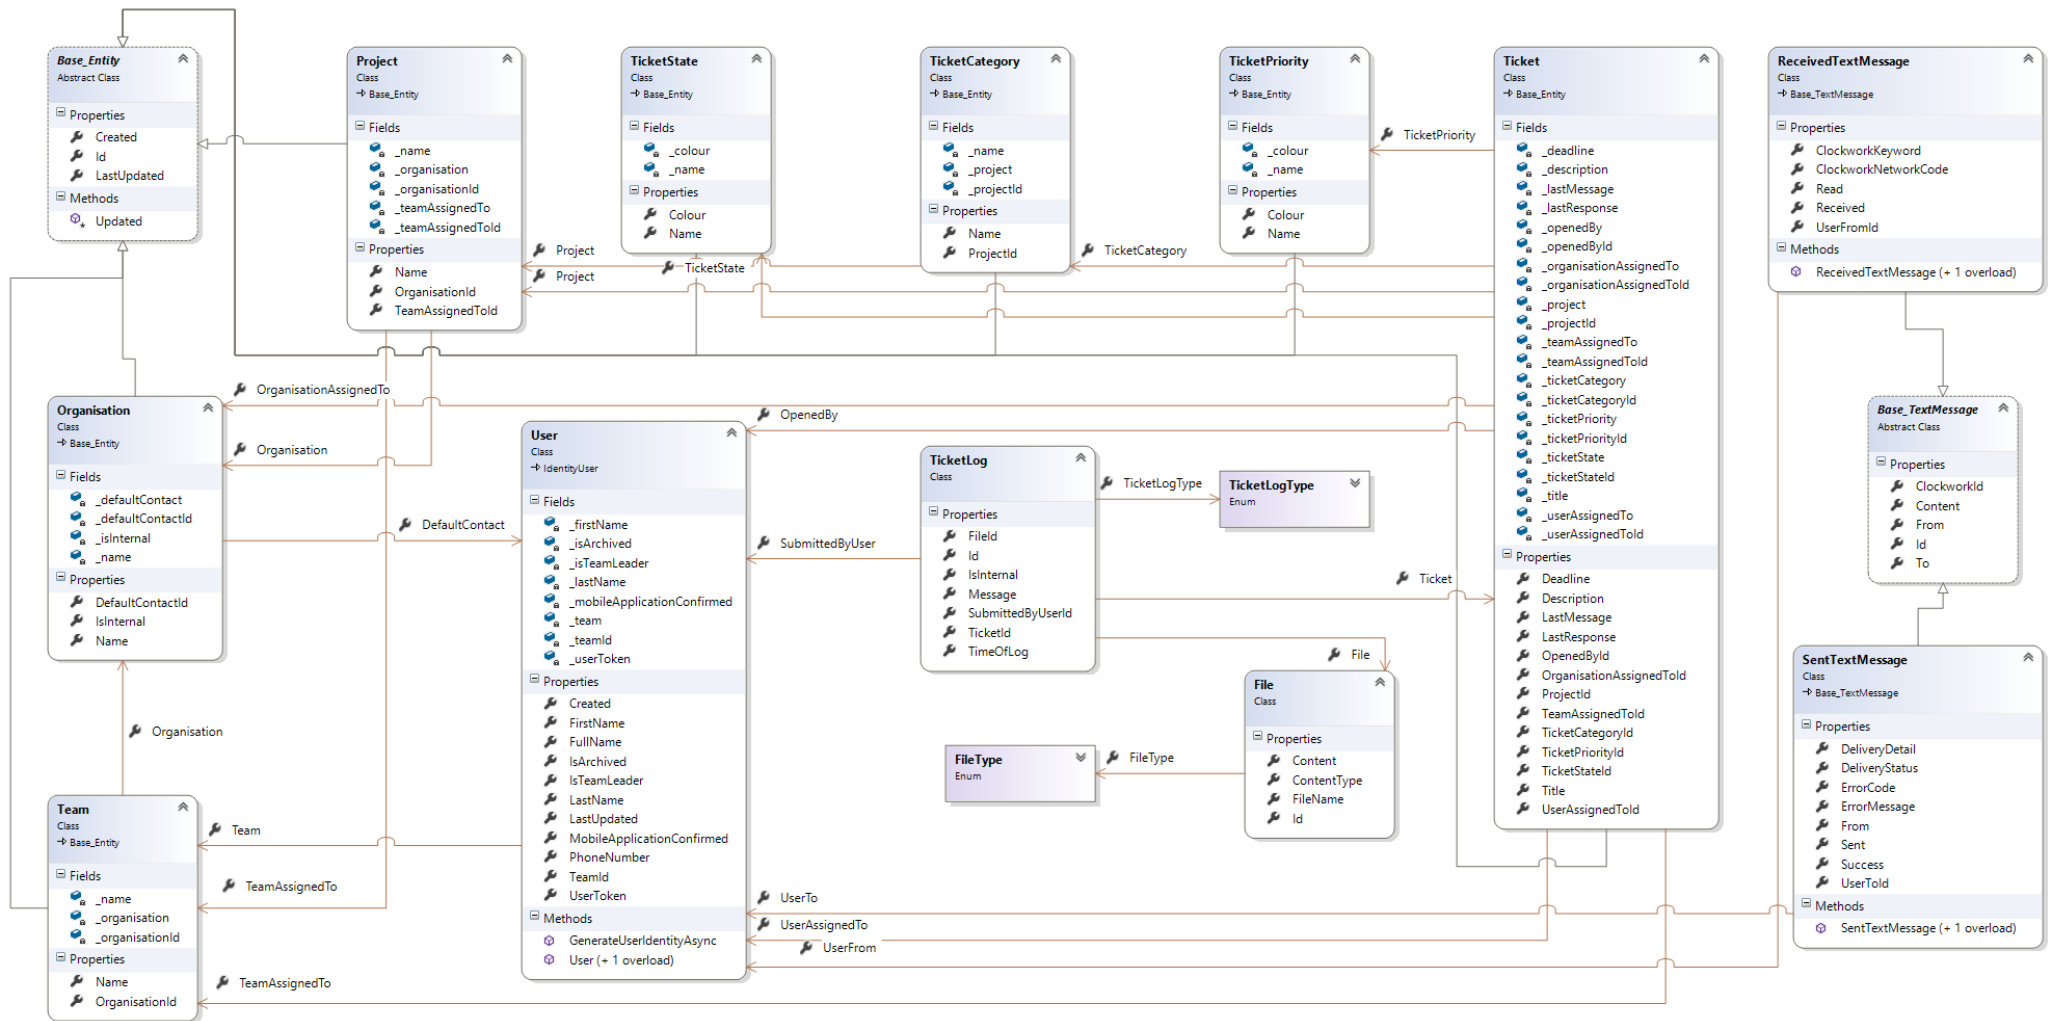 Base_Entity
Abstract Class
Properties
Created
Id
LastUpdated
Methods
Updated
Project
Class
Base_Entity
Fields
_name
_organisation
_organisationId
_teamAssignedTo
_teamAssignedToId
Properties
Name
OrganisationId
TeamAssignedToId
TicketState
Class
Base_Entity
Fields
_colour
_name
Properties
Colour
Name
TicketCategory
Class
Base_Entity
Fields
_name
_project
_projectId
Properties
Name
ProjectId
TicketPriority
Class
Base_Entity
Fields
_colour
_name
Properties
Colour
Name
Ticket
Class
Base_Entity
Fields
_deadline
_description
_lastMessage
_lastResponse
_openedBy
_openedById
_organisationAssignedTo
_organisationAssignedToId
_project
_projectId
_teamAssignedTo
_teamAssignedToId
_ticketCategory
_ticketCategoryId
_ticketPriority
_ticketPriorityId
_ticketState
_ticketStateId
_title
_userAssignedTo
_userAssignedToId
Properties
Deadline
Description
LastMessage
LastResponse
OpenedById
OrganisationAssignedToId
ProjectId
TeamAssignedToId
TicketCategoryId
TicketPriorityId
TicketStateId
Title
UserAssignedToId
ReceivedTextMessage
Class
Base_TextMessage
Properties
ClockworkKeyword
ClockworkNetworkCode
Read
Received
UserFromId
Methods
ReceivedTextMessage (+ 1 overload)
TicketPriority
Project
Project
TicketState
TicketCategory
OrganisationAssignedTo
OpenedBy
Organisation
DefaultContact
Organisation
Class
Base_Entity
Fields
_defaultContact
_defaultContactId
_isInternal
_name
Properties
DefaultContactId
IsInternal
Name
User
Class
IdentityUser
Fields
_firstName
_isArchived
_isTeamLeader
_lastName
_mobileApplicationConfirmed
_team
_teamId
_userToken
Properties
Created
FirstName
FullName
IsArchived
IsTeamLeader
LastName
LastUpdated
MobileApplicationConfirmed
PhoneNumber
TeamId
UserToken
Methods
GenerateUserIdentityAsync
User (+ 1 overload)
SubmittedByUser
TicketLog
Class
Properties
FileId
Id
IsInternal
Message
SubmittedByUserId
TicketId
TimeOfLog
TicketLogType
TicketLogType
Enum
Ticket
File
File
Class
Properties
Content
ContentType
FileName
Id
FileType
FileType
Enum
Base_TextMessage
Abstract Class
Properties
ClockworkId
Content
From
Id
To
SentTextMessage
Class
Base_TextMessage
Properties
DeliveryDetail
DeliveryStatus
ErrorCode
ErrorMessage
From
Sent
Success
UserToId
Methods
SentTextMessage (+ 1 overload)
Organisation
Team
Class
Base_Entity
Fields
_name
_organisation
_organisationId
Properties
Name
OrganisationId
Team
TeamAssignedTo
TeamAssignedTo
UserTo
UserAssignedTo
UserFrom